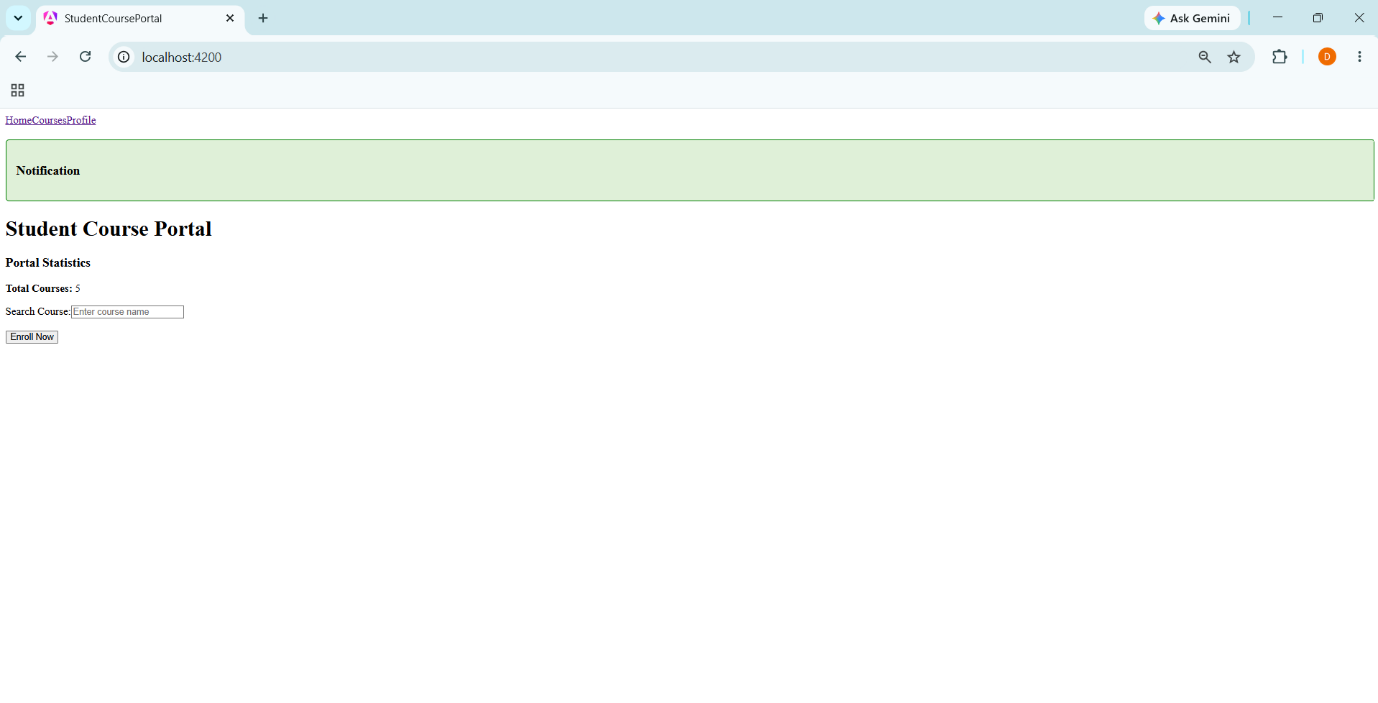 StudentCoursePortal
Ask Gemini
localhost:4200
D
HomeCoursesProfile
Notification
Student Course Portal
Portal Statistics
Total Courses: 5
Search Course:Enter course name
Enroll Now